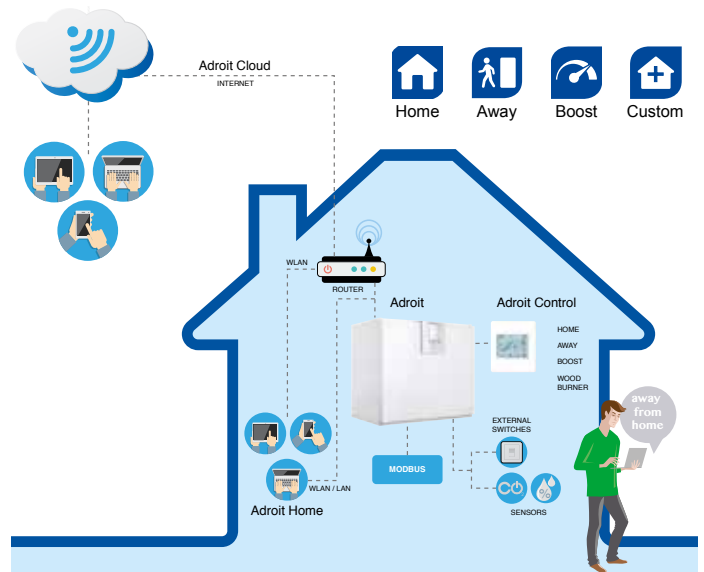 Adroit Cloud
INTERNET
Home
Away
Boost
Custom
WLAN
ROUTER
Adroit
Adroit Control
HOME
AWAY
BOOST
WOOD
BURNER
away
from
home
EXTERNAL
SWITCHES
MODBUS
WLAN / LAN
SENSORS
Adroit Home